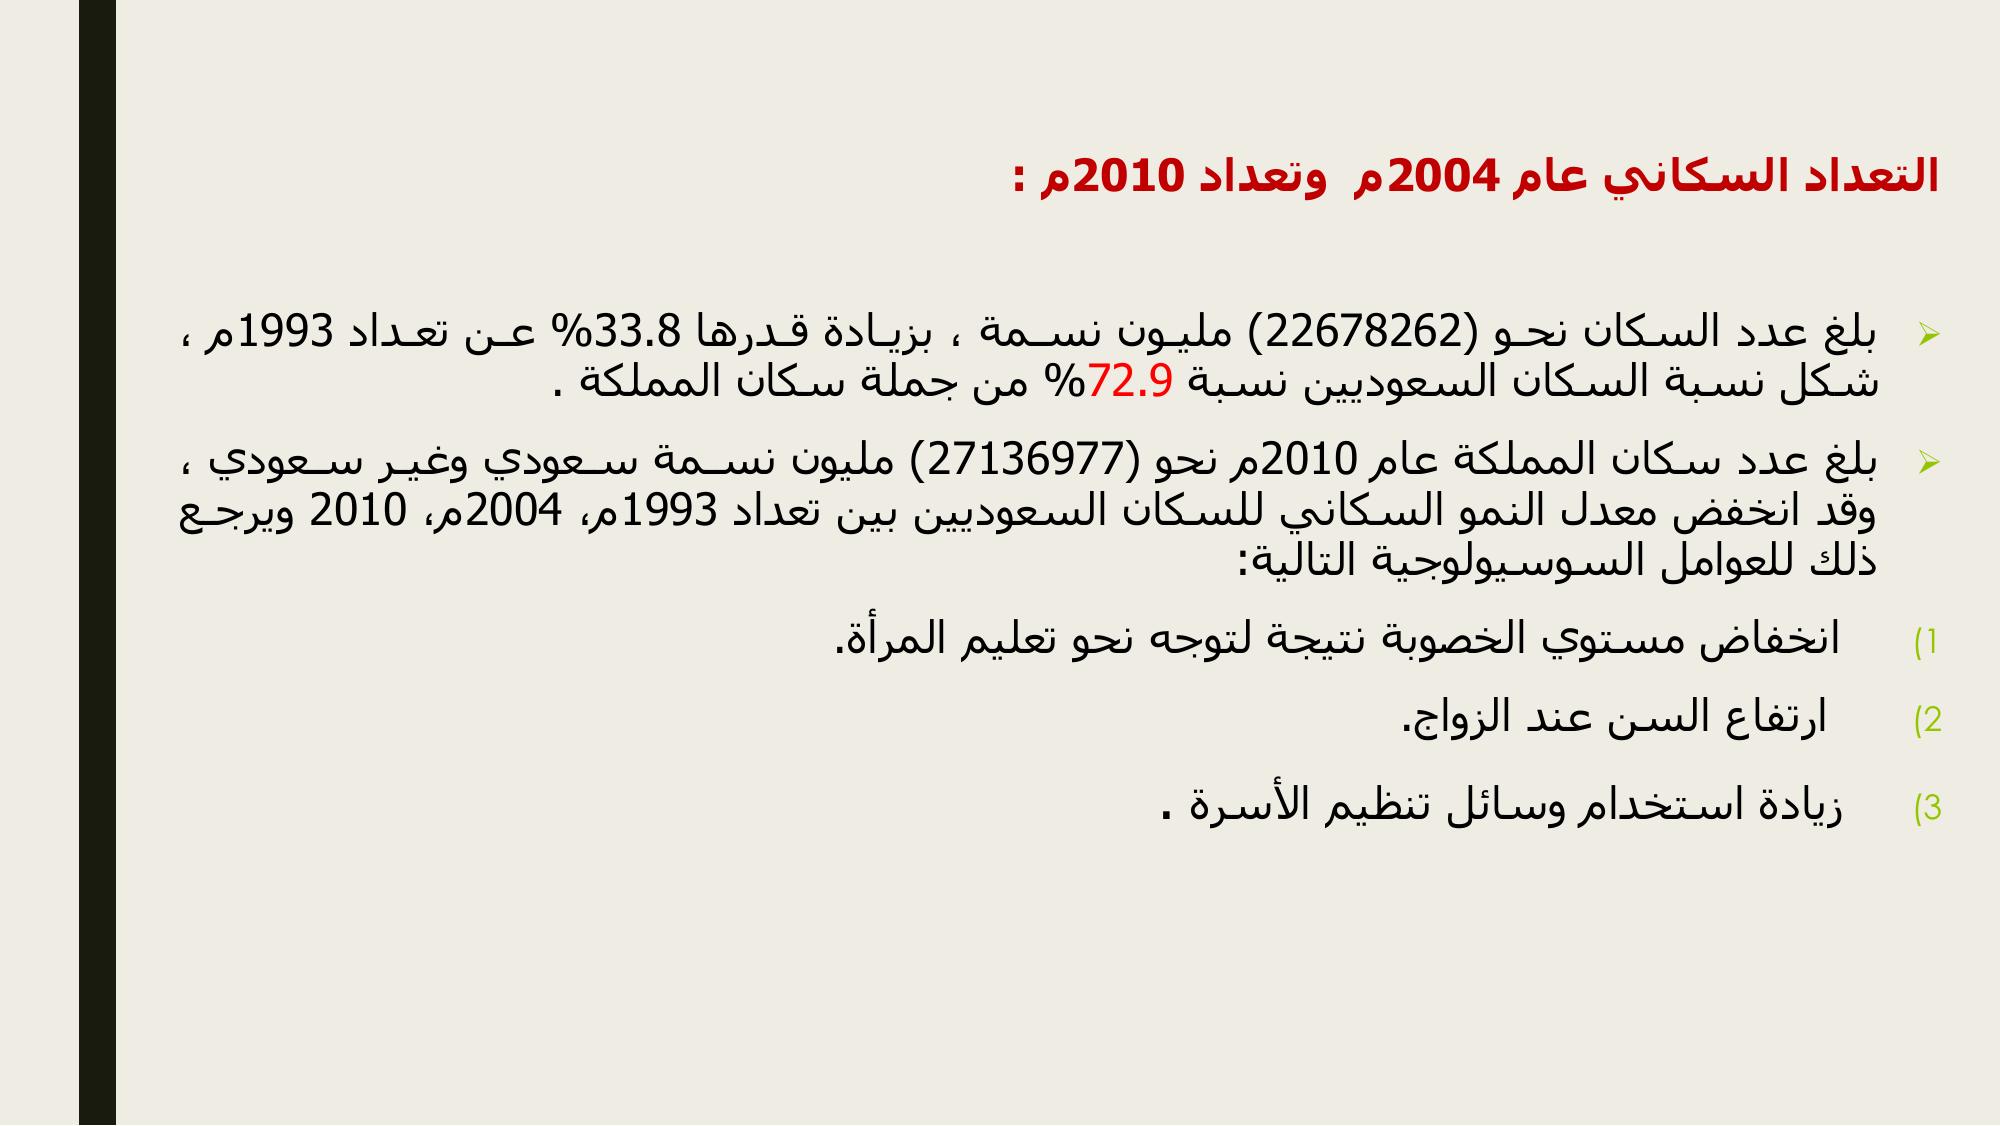 التعداد السكاني عام 2004م وتعداد 2010م :
➢ بلغ عدد السكان نحو (22678262) مليون نسمة ، بزيادة قدرها 33.8% عن تعداد 1993م ،
شكل نسبة السكان السعوديين نسبة 72.9% من جملة سكان المملكة .
➢ بلغ عدد سكان المملكة عام 2010م نحو (27136977) مليون نسمة سعودي وغير سعودي ،
وقد انخفض معدل النمو السكاني للسكان السعوديين بين تعداد 1993م، 2004م، 2010 ويرجع
ذلك للعوامل السوسيولوجية التالية:
1) انخفاض مستوي الخصوبة نتيجة لتوجه نحو تعليم المرأة.
2) ارتفاع السن عند الزواج.
3) زيادة استخدام وسائل تنظيم الأسرة .